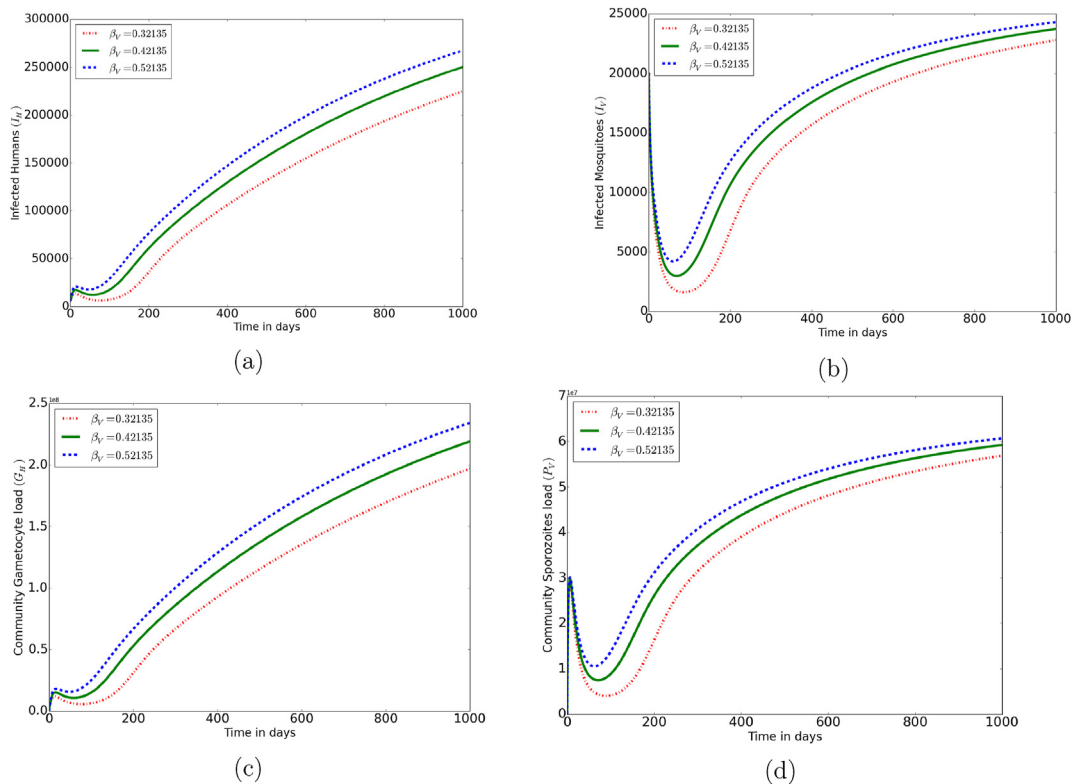 300000
250000
200000
150000
100000
50000
0
Infected Humans (I_H)
β_V = 0.32135
β_V = 0.42135
β_V = 0.52135
0 200 400 600 800 1000
Time in days
(a)
25000
20000
15000
10000
5000
0
Infected Mosquitoes (I_V)
β_V = 0.32135
β_V = 0.42135
β_V = 0.52135
0 200 400 600 800 1000
Time in days
(b)
1e8
2.5
2.0
1.5
1.0
0.5
0.0
Community Gametocyte load (G_H)
β_V = 0.32135
β_V = 0.42135
β_V = 0.52135
0 200 400 600 800 1000
Time in days
(c)
1e7
7
6
5
4
3
2
1
0
Community Sporozoites load (P_V)
β_V = 0.32135
β_V = 0.42135
β_V = 0.52135
0 200 400 600 800 1000
Time in days
(d)